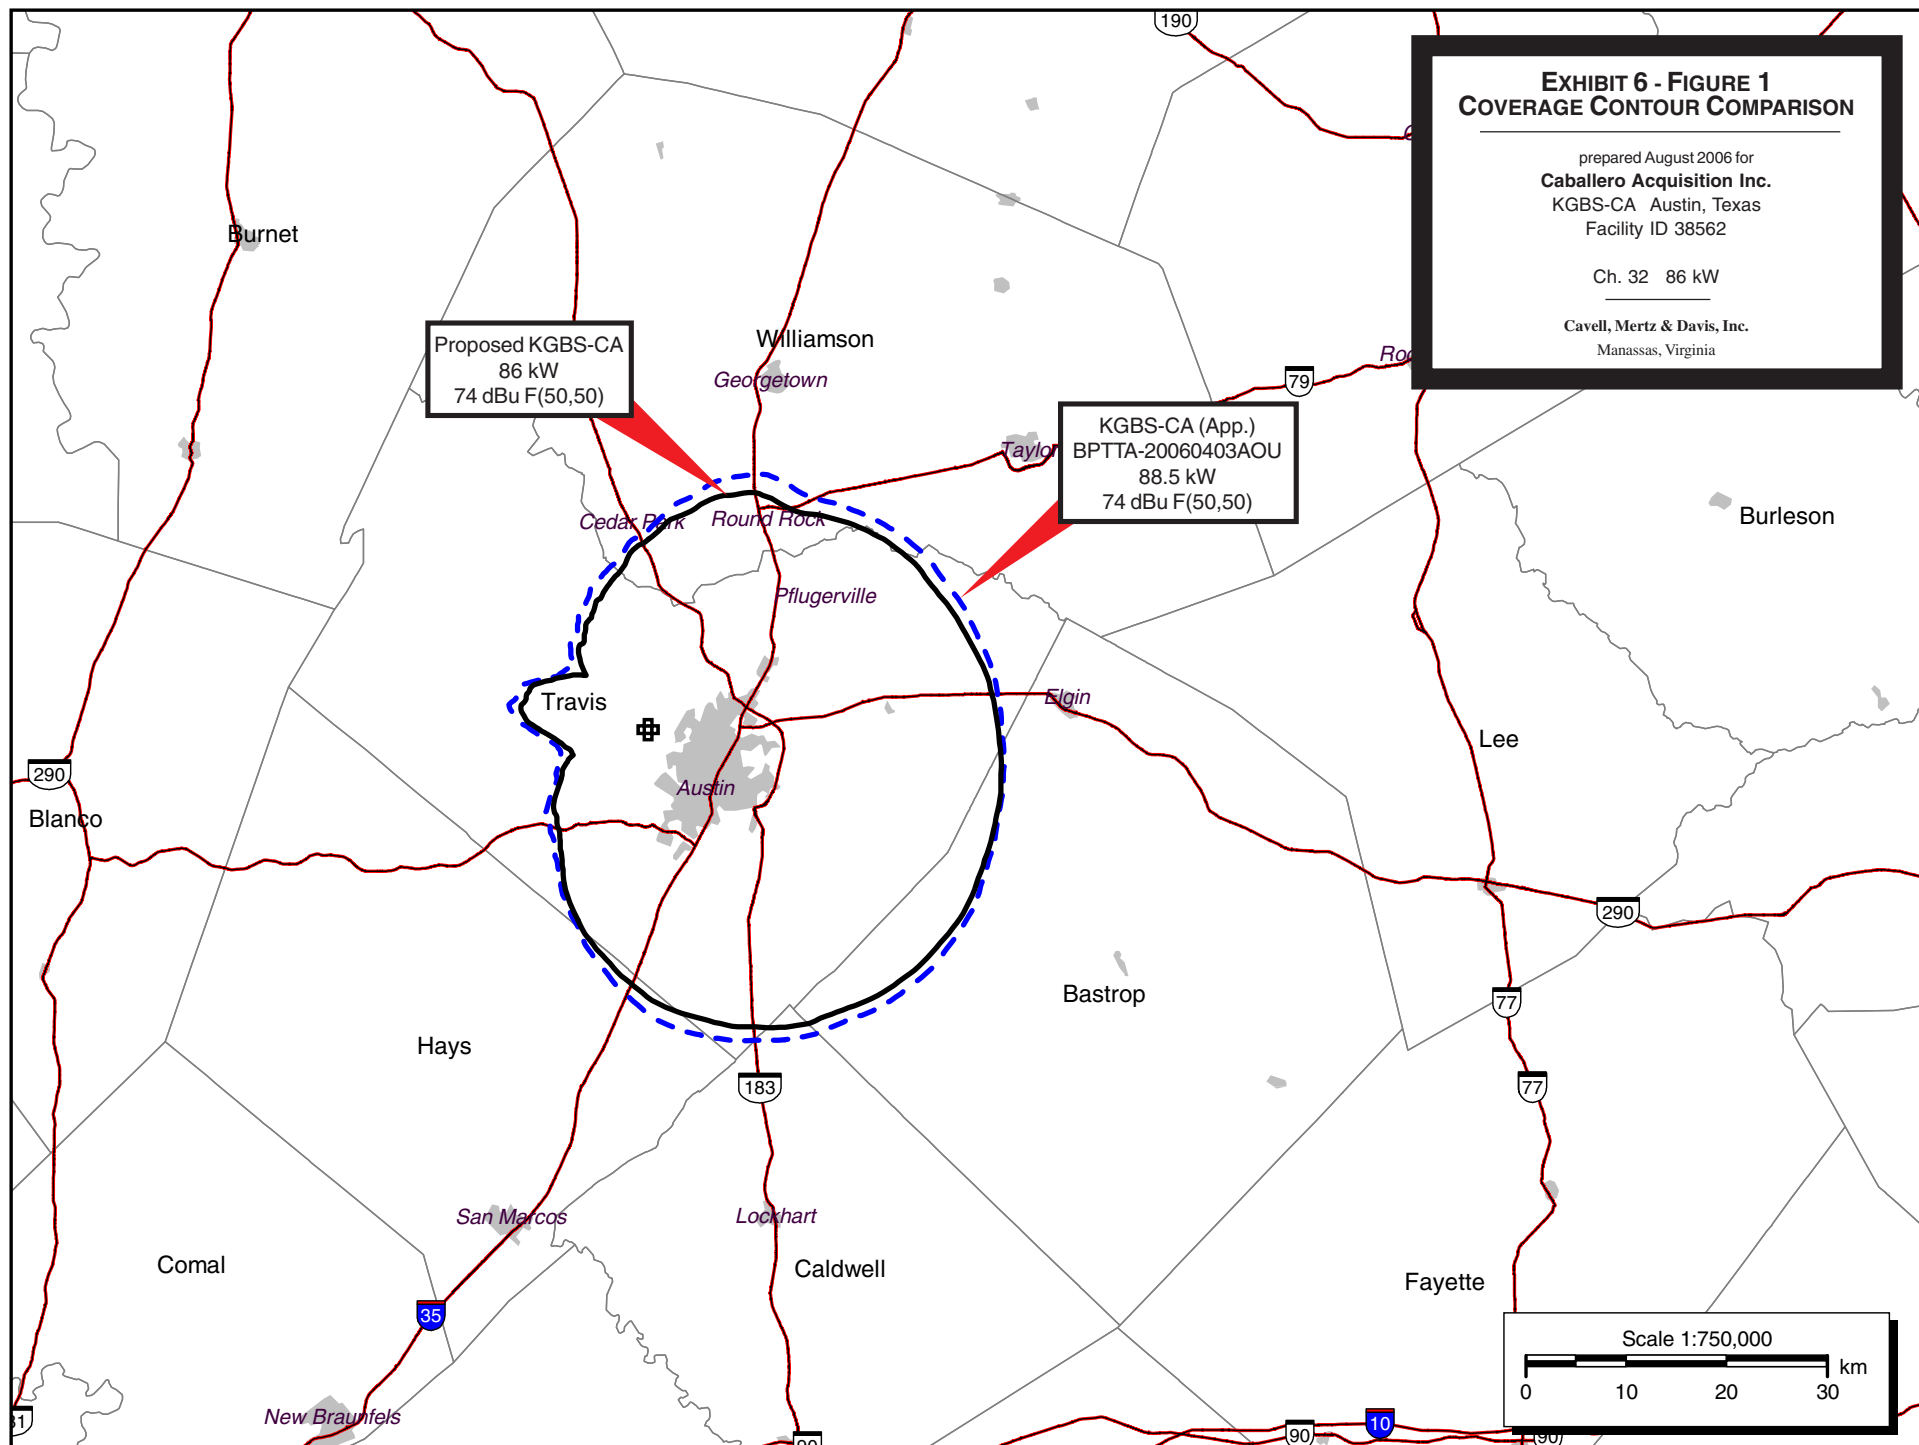 190
EXHIBIT 6 - FIGURE 1
COVERAGE CONTOUR COMPARISON
prepared August 2006 for
Caballero Acquisition Inc.
KGBS-CA Austin, Texas
Facility ID 38562
Ch. 32 86 kW
Cavell, Mertz & Davis, Inc.
Manassas, Virginia
Burnet
Proposed KGBS-CA
86 kW
74 dBu F(50,50)
Williamson
Georgetown
79
KGBS-CA (App.)
BPTTA-20060403AOU
88.5 kW
74 dBu F(50,50)
Taylor
Cedar Park
Round Rock
Burleson
Pflugerville
Travis
Elgin
Lee
290
Austin
Blanco
290
Bastrop
77
Hays
183
77
San Marcos
Lockhart
Comal
Caldwell
Fayette
35
Scale 1:750,000
km
0 10 20 30
New Braunfels
10
90